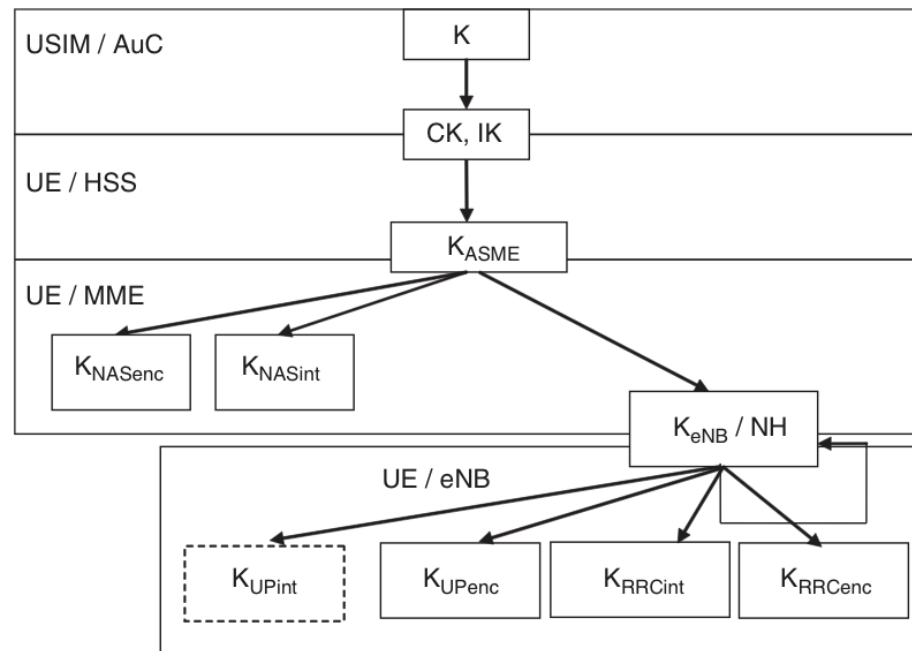 K
USIM / AuC
CK, IK
UE / HSS
KASME
UE / MME
KNASenc
KNASint
KeNB / NH
UE / eNB
KUPint
KUPenc
KRRCint
KRRCenc